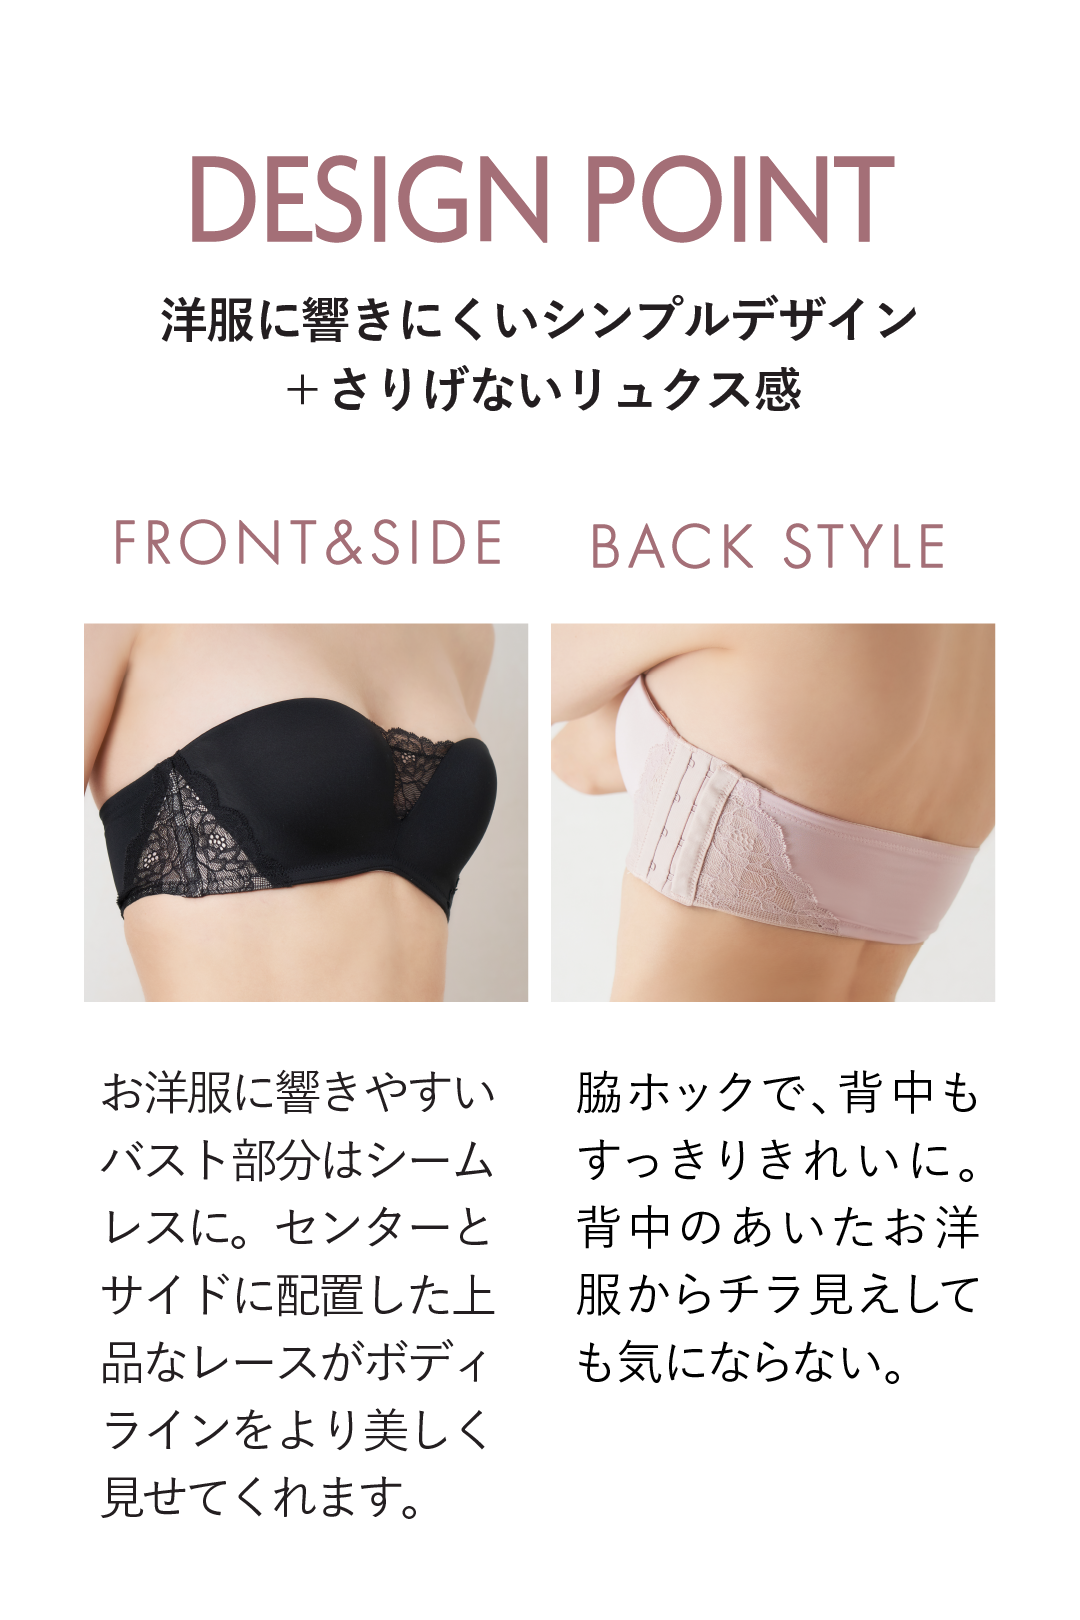 DESIGN POINT
洋服に響きにくいシンプルデザイン
＋さりげないリュクス感
FRONT&SIDE
お洋服に響きやすい
バスト部分はシーム
レスに。センターと
サイドに配置した上
品なレースがボディ
ラインをより美しく
見せてくれます。
BACK STYLE
脇ホックで、背中も
すっきりきれいに。
背中のあいたお洋
服からチラ見えして
も気にならない。